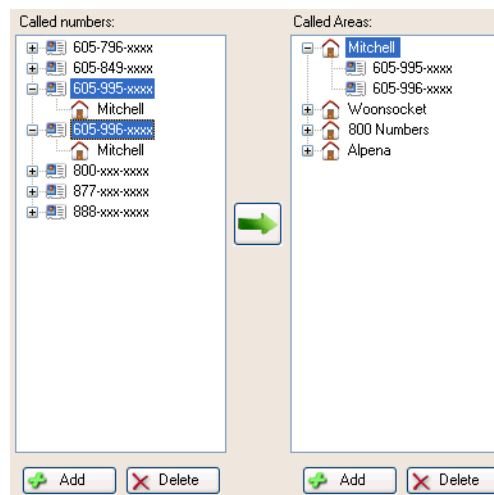 Called numbers:
605-796-xxxx
605-849-xxxx
605-995-xxxx
Mitchell
605-996-xxxx
Mitchell
800-xxx-xxxx
877-xxx-xxxx
888-xxx-xxxx
Add
Delete
Called Areas:
Mitchell
605-995-xxxx
605-996-xxxx
Woonsocket
800 Numbers
Alpena
Add
Delete